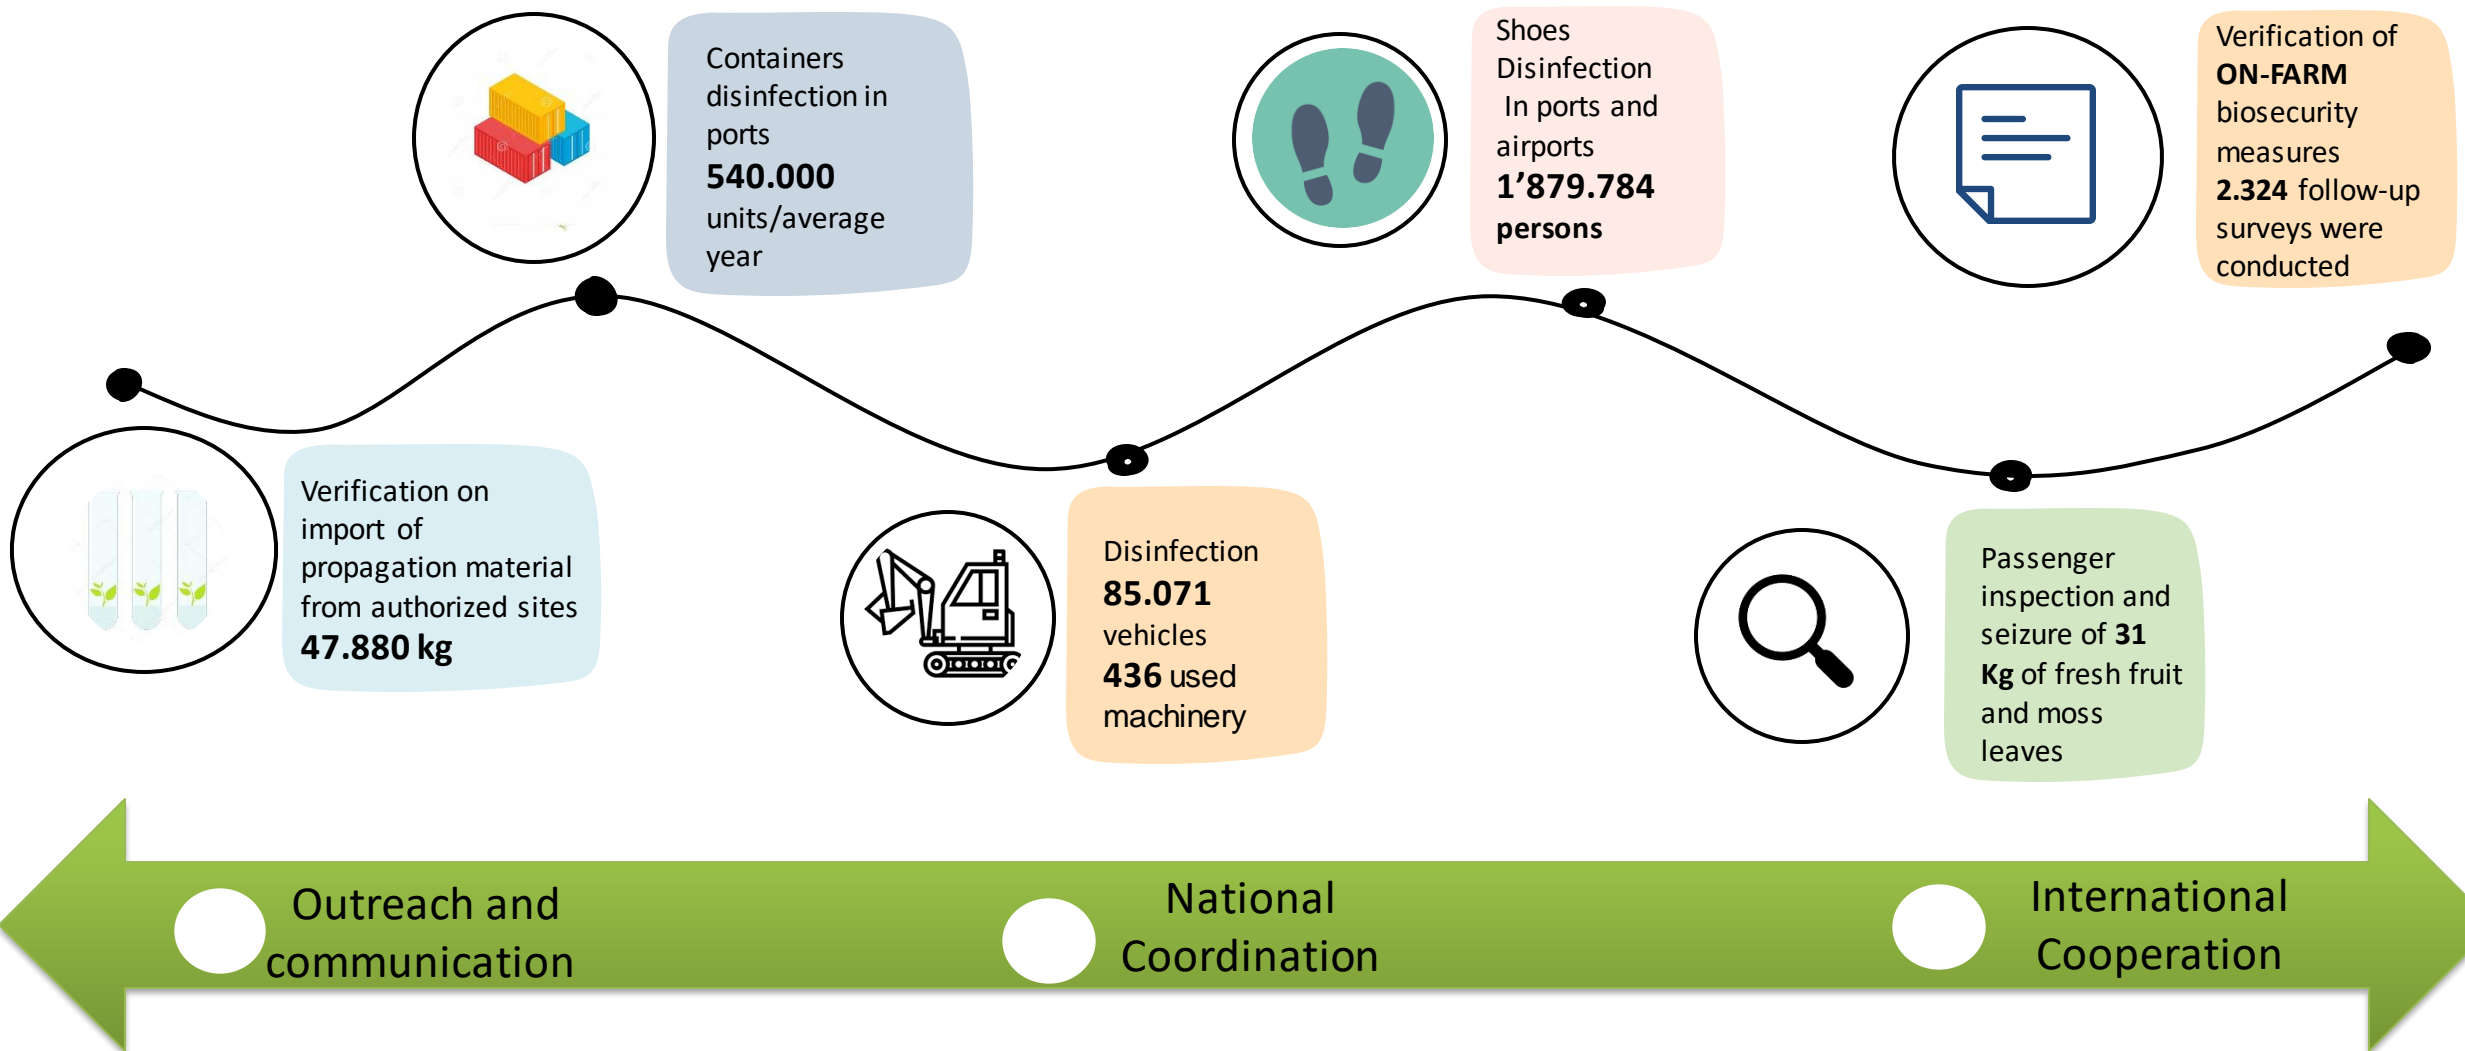 Containers
disinfection in
ports
540.000
units/average
year
Shoes
Disinfection
In ports and
airports
1’879.784
persons
Verification of
ON-FARM
biosecurity
measures
2.324 follow-up
surveys were
conducted
Verification on
import of
propagation material
from authorized sites
47.880 kg
Disinfection
85.071
vehicles
436 used
machinery
Passenger
inspection and
seizure of 31
Kg of fresh fruit
and moss
leaves
Outreach and
communication
National
Coordination
International
Cooperation